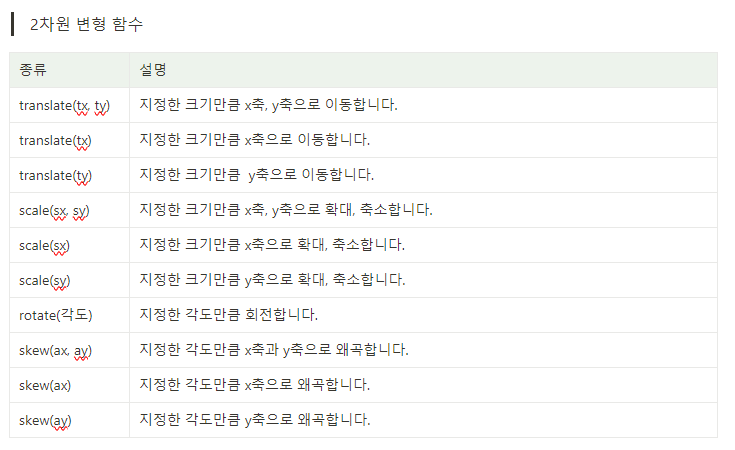 2차원 변형 함수
종류 설명
translate(tx, ty) 지정한 크기만큼 x축, y축으로 이동합니다.
translate(tx) 지정한 크기만큼 x축으로 이동합니다.
translate(ty) 지정한 크기만큼  y축으로 이동합니다.
scale(sx, sy) 지정한 크기만큼 x축, y축으로 확대, 축소합니다.
scale(sx) 지정한 크기만큼 x축으로 확대, 축소합니다.
scale(sy) 지정한 크기만큼 y축으로 확대, 축소합니다.
rotate(각도) 지정한 각도만큼 회전합니다.
skew(ax, ay) 지정한 각도만큼 x축과 y축으로 왜곡합니다.
skew(ax) 지정한 각도만큼 x축으로 왜곡합니다.
skew(ay) 지정한 각도만큼 y축으로 왜곡합니다.